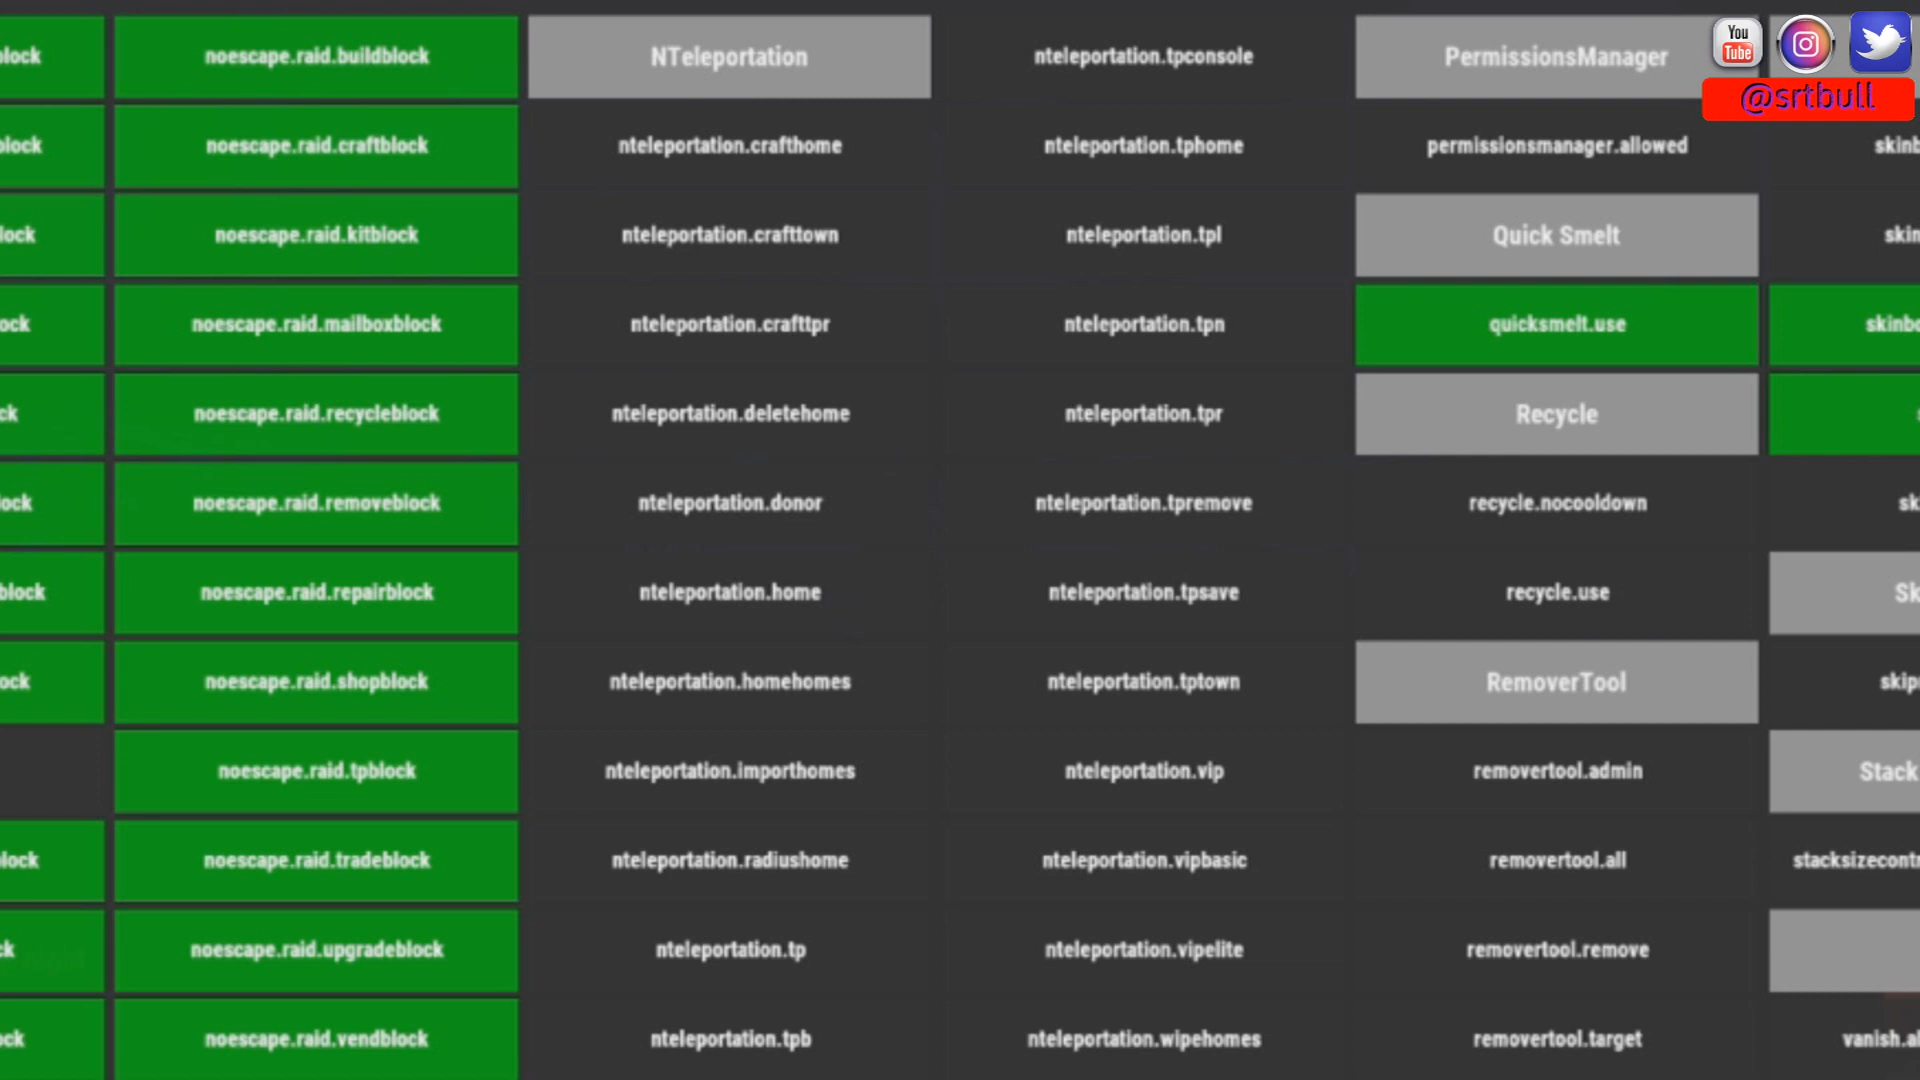 noescape.raid.buildblock
noescape.raid.craftblock
noescape.raid.kitblock
noescape.raid.mailboxblock
noescape.raid.recycleblock
noescape.raid.removeblock
noescape.raid.repairblock
noescape.raid.shopblock
noescape.raid.tpblock
noescape.raid.tradeblock
noescape.raid.upgradeblock
noescape.raid.vendblock
NTeleportation
nteleportation.crafthome
nteleportation.crafttown
nteleportation.crafttpr
nteleportation.deletehome
nteleportation.donor
nteleportation.home
nteleportation.homehomes
nteleportation.importhomes
nteleportation.radiushome
nteleportation.tp
nteleportation.tpb
nteleportation.tpconsole
nteleportation.tphome
nteleportation.tpl
nteleportation.tpn
nteleportation.tpr
nteleportation.tpremove
nteleportation.tpsave
nteleportation.tptown
nteleportation.vip
nteleportation.vipbasic
nteleportation.vipelite
nteleportation.wipehomes
PermissionsManager
permissionsmanager.allowed
Quick Smelt
quicksmelt.use
Recycle
recycle.nocooldown
recycle.use
RemoverTool
removertool.admin
removertool.all
removertool.remove
removertool.target
Stack
You
Tube
@srtbull